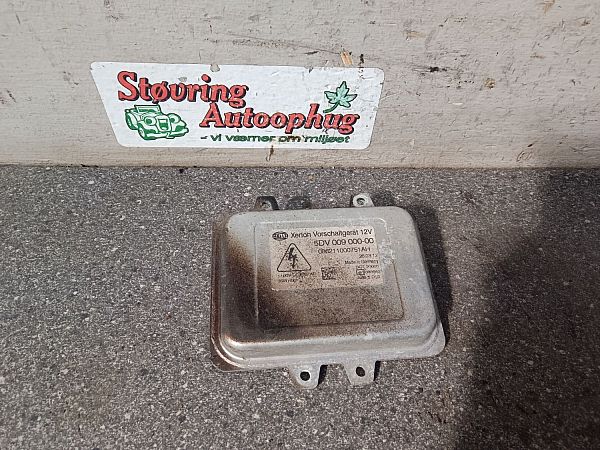 Støvring
Autoophug
- vi værner om miljøet
HELLA
Xenon Vorschaltgerät 12V
5DV 009 000-00
Made in Germany